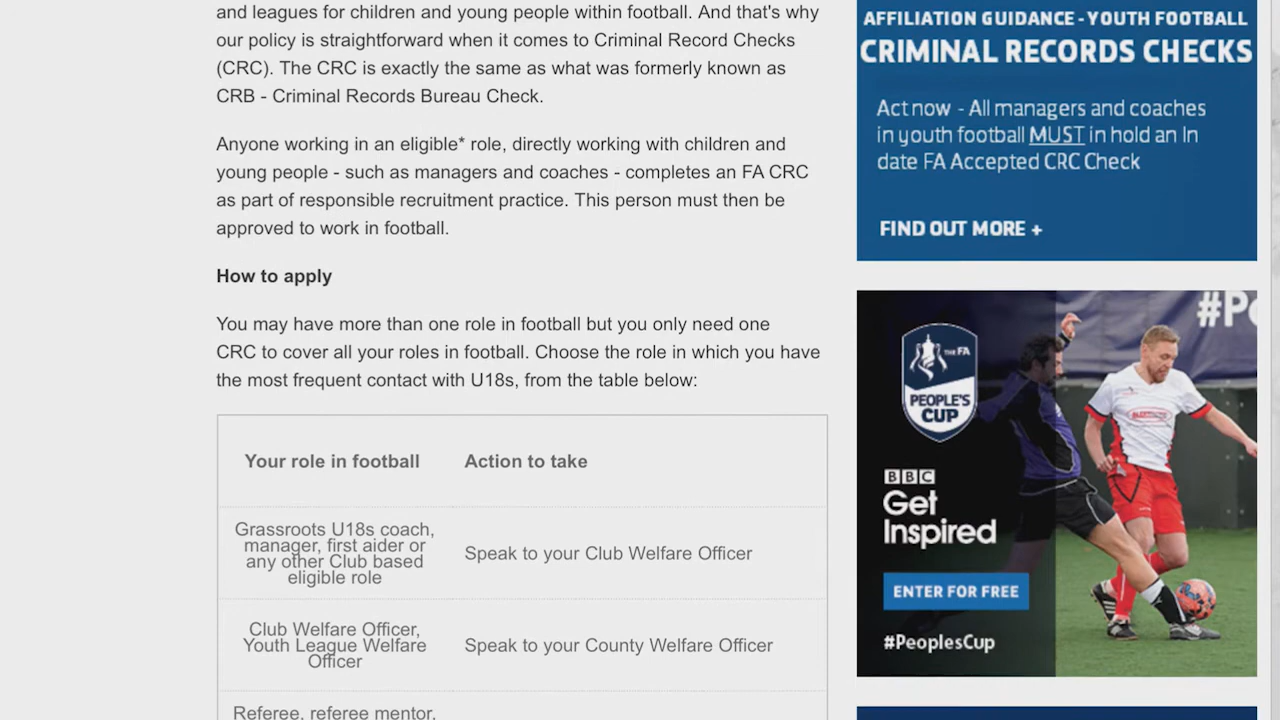 and leagues for children and young people within football. And that's why
our policy is straightforward when it comes to Criminal Record Checks
(CRC). The CRC is exactly the same as what was formerly known as
CRB - Criminal Records Bureau Check.
Anyone working in an eligible* role, directly working with children and
young people - such as managers and coaches - completes an FA CRC
as part of responsible recruitment practice. This person must then be
approved to work in football.
How to apply
You may have more than one role in football but you only need one
CRC to cover all your roles in football. Choose the role in which you have
the most frequent contact with U18s, from the table below:
Your role in football
Action to take
Grassroots U18s coach,
manager, first aider or
any other Club based
eligible role
Speak to your Club Welfare Officer
Club Welfare Officer,
Youth League Welfare
Officer
Speak to your County Welfare Officer
Referee, referee mentor,
AFFILIATION GUIDANCE - YOUTH FOOTBALL
CRIMINAL RECORDS CHECKS
Act now - All managers and coaches
in youth football MUST in hold an In
date FA Accepted CRC Check
FIND OUT MORE +
#Pe
THE FA
PEOPLE'S
CUP
BBC
Get
Inspired
ENTER FOR FREE
#PeoplesCup